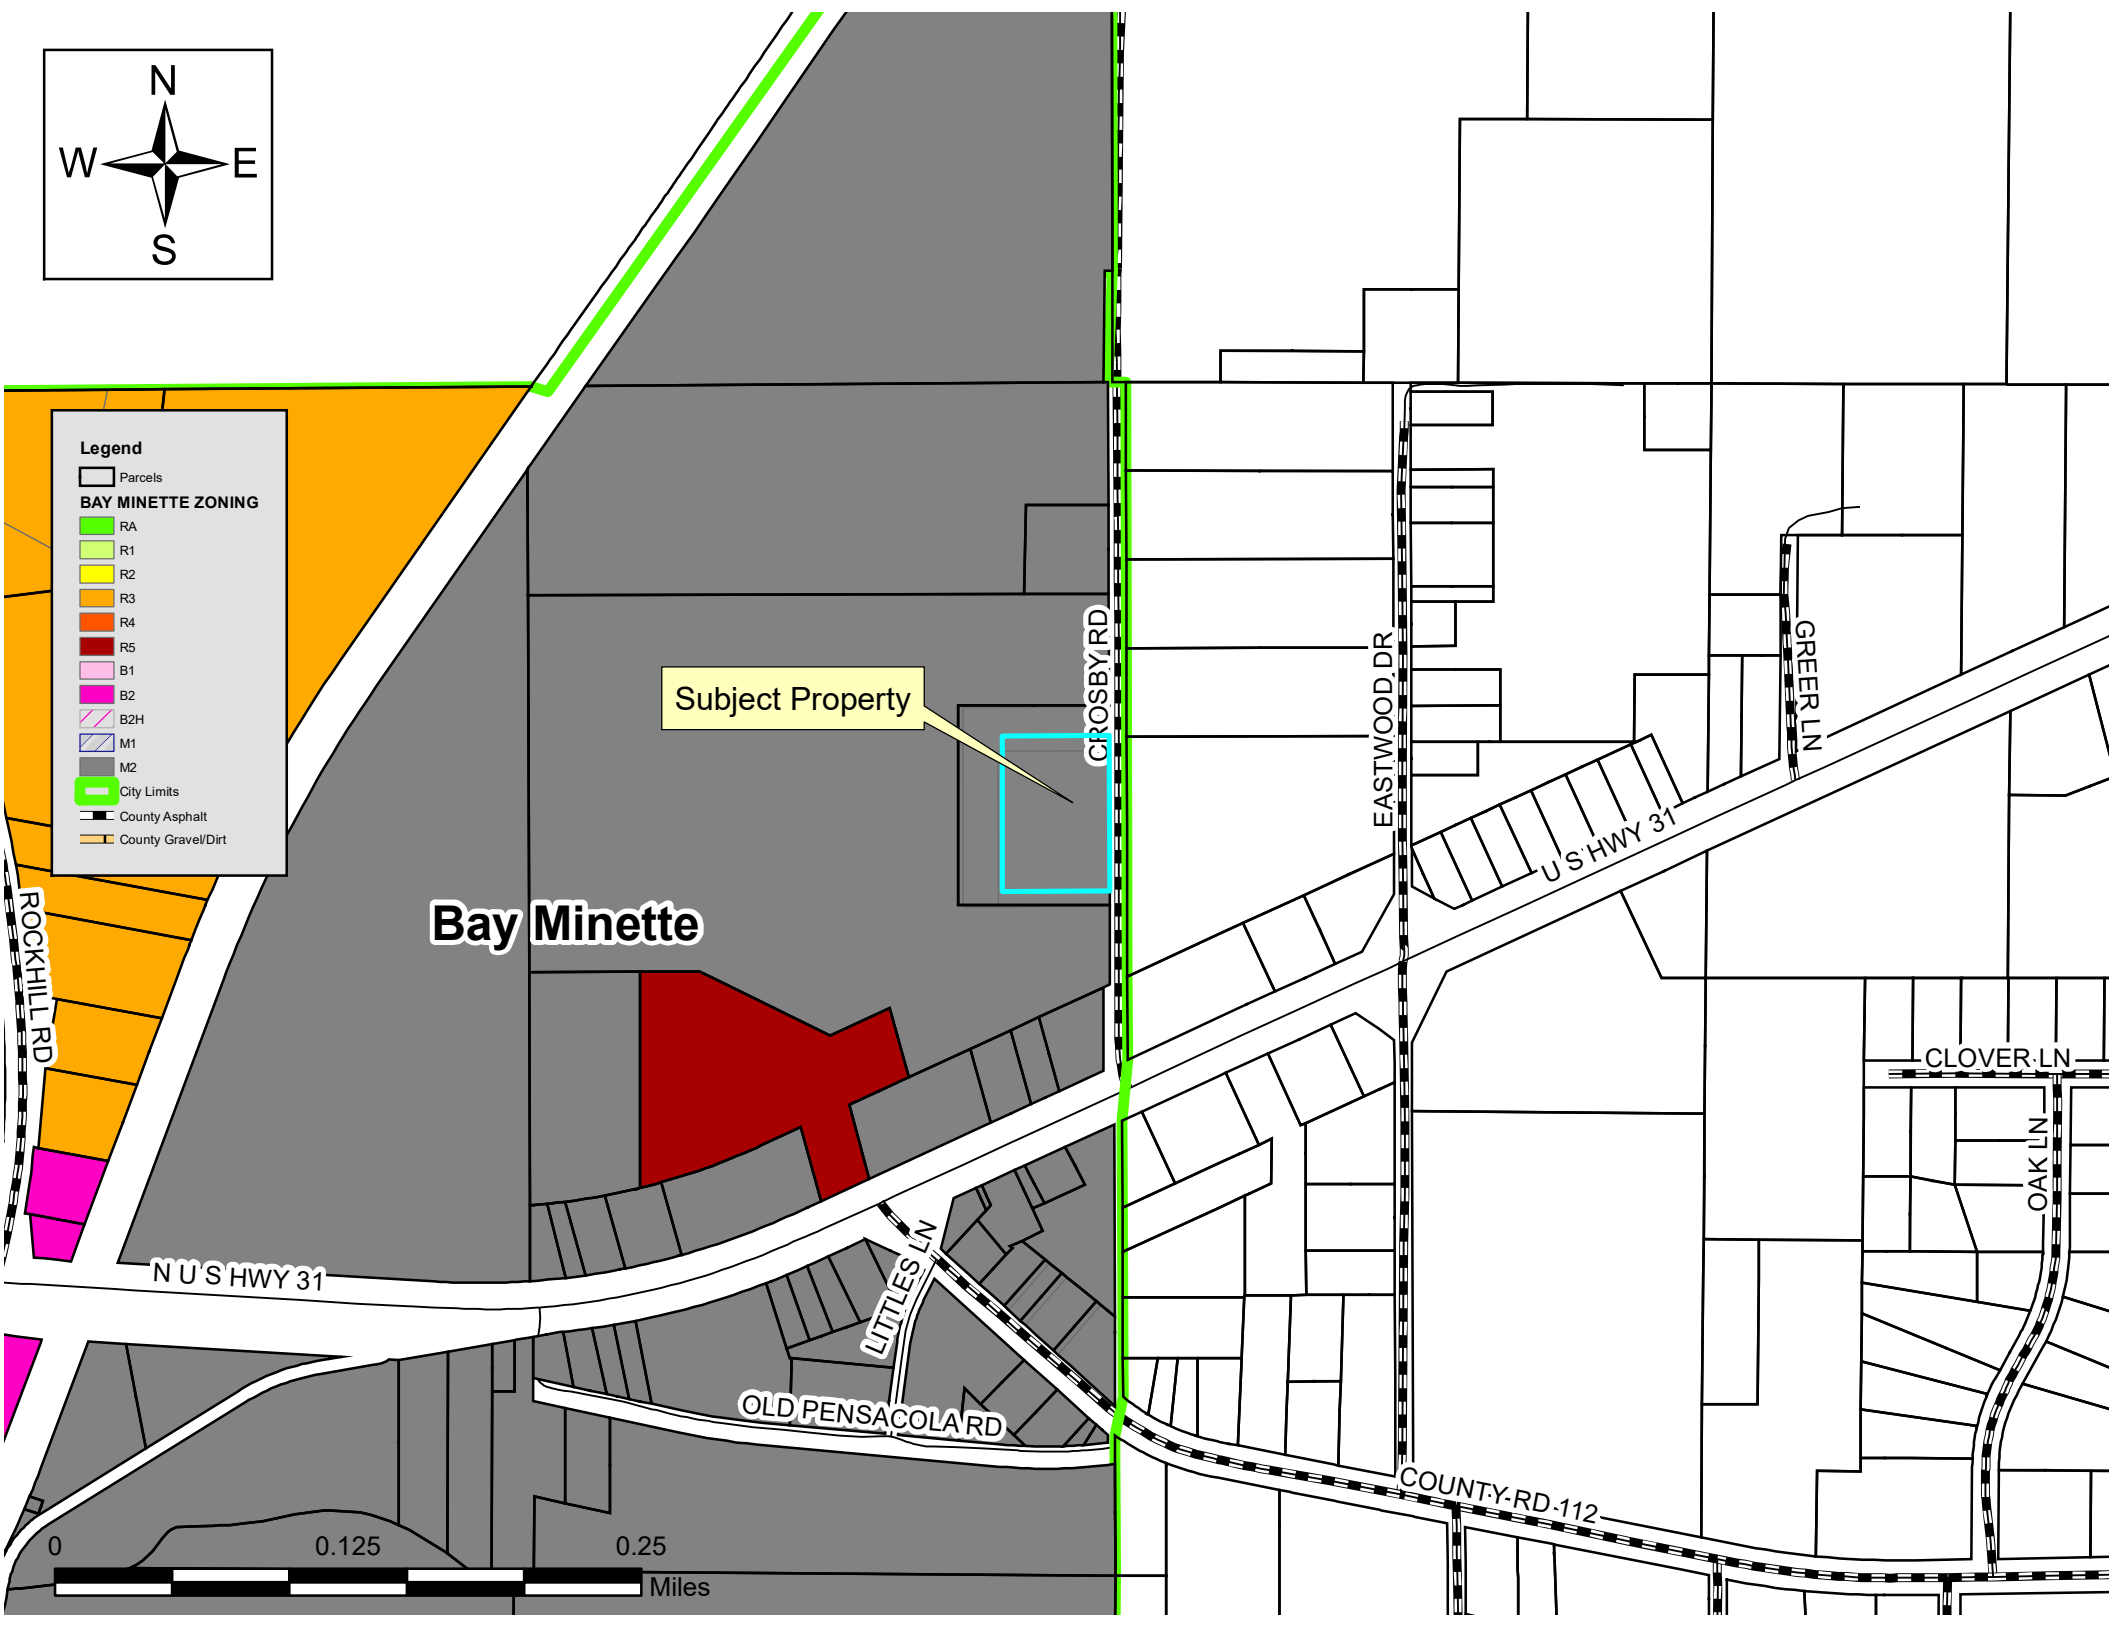 N
W E
S
Legend
Parcels
BAY MINETTE ZONING
RA
R1
R2
R3
R4
R5
B1
B2
B2H
M1
M2
City Limits
County Asphalt
County Gravel/Dirt
Subject Property
CROSBY RD
EASTWOOD DR
GREER LN
U S HWY 31
Bay Minette
ROCKHILL RD
CLOVER LN
OAK LN
N U S HWY 31
LITTLES LN
OLD PENSACOLA RD
COUNTY RD 112
0 0.125 0.25
Miles